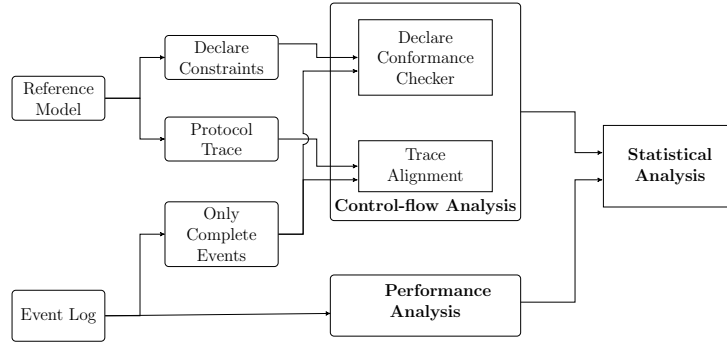 Reference
Model
Declare
Constraints
Protocol
Trace
Only
Complete
Events
Event Log
Declare
Conformance
Checker
Trace
Alignment
Control-flow Analysis
Performance
Analysis
Statistical
Analysis